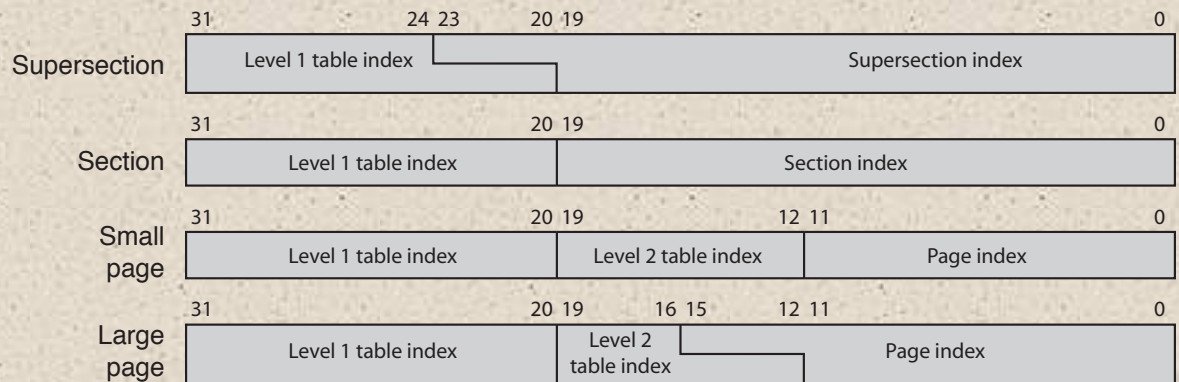 31 24 23 20 19 0
Supersection Level 1 table index Supersection index
31 20 19 0
Section Level 1 table index Section index
31 20 19 12 11 0
Small
page
Level 1 table index Level 2 table index Page index
31 20 19 16 15 12 11 0
Large
page
Level 1 table index
Level 2
table index
Page index